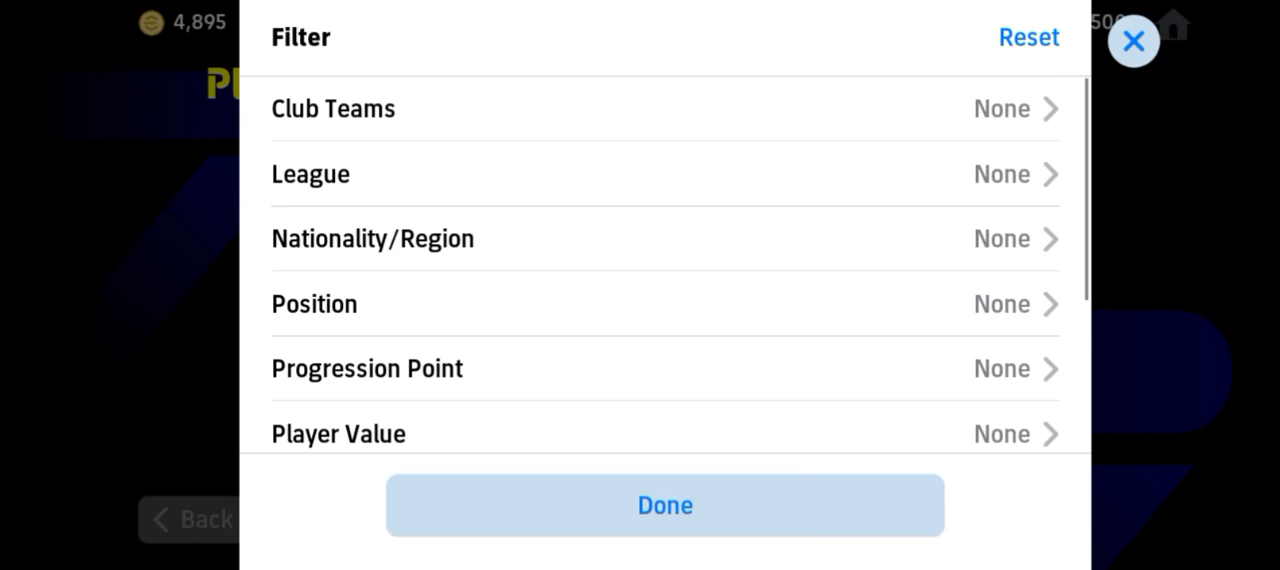 4,895
Filter
Reset
Club Teams None
League None
Nationality/Region None
Position None
Progression Point None
Player Value None
Done
Back